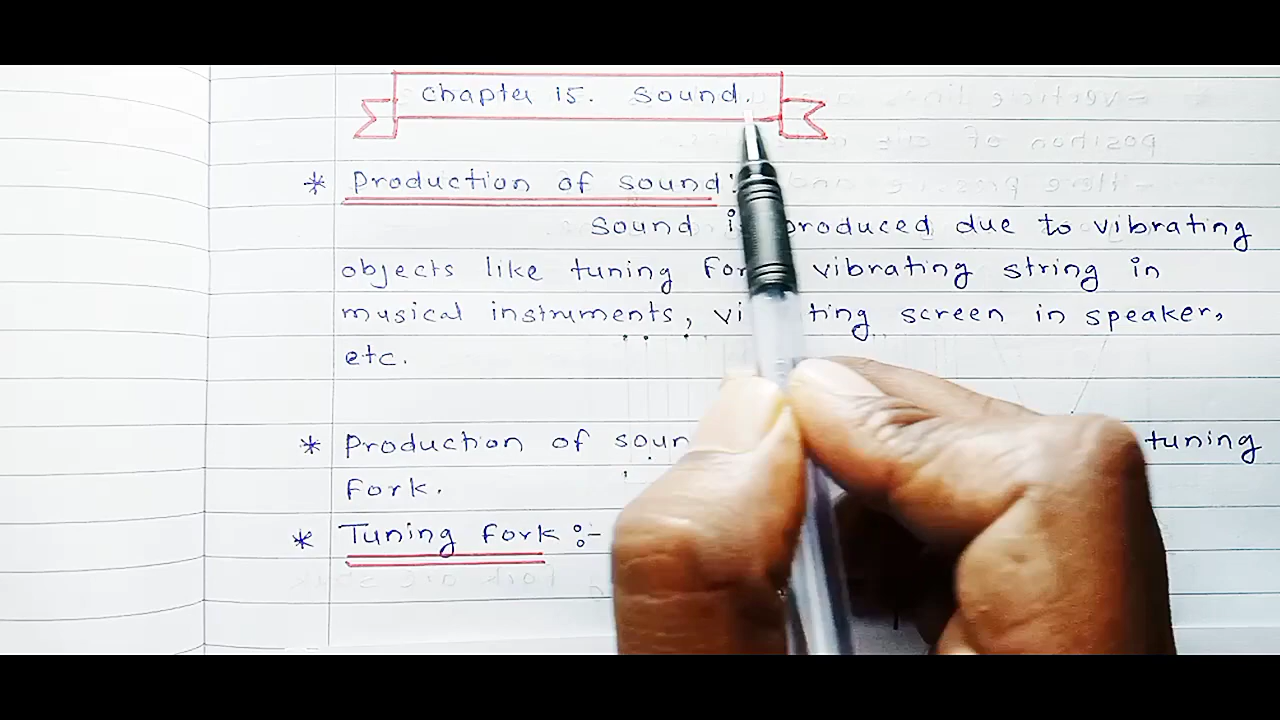 Chapter 15. Sound.
* Production of sound:
Sound is produced due to vibrating
objects like tuning vibrating string in
musical instruments, screen in speaker,
etc.
* Production of tuning
fork.
* Tuning fork :-